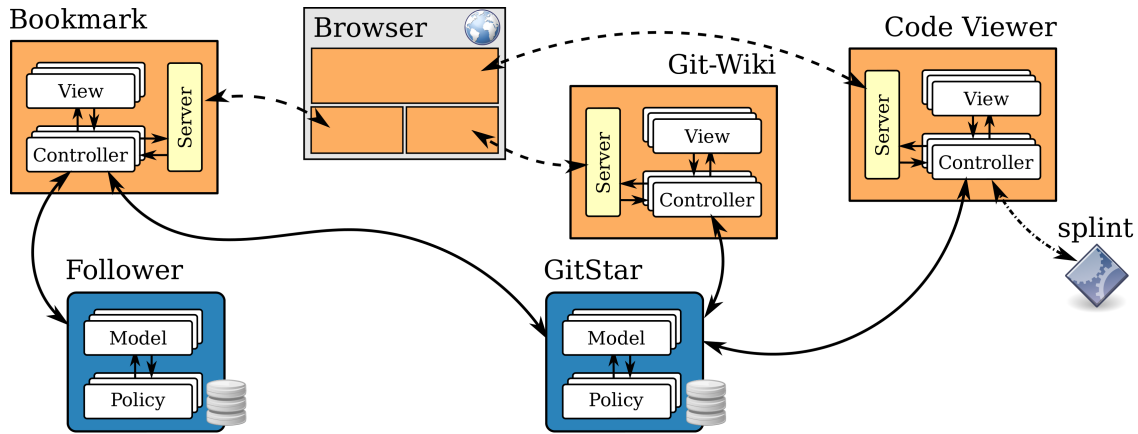 Bookmark
View
Controller
Server
Browser
Git-Wiki
Server
View
Controller
Code Viewer
Server
View
Controller
splint
Follower
Model
Policy
GitStar
Model
Policy